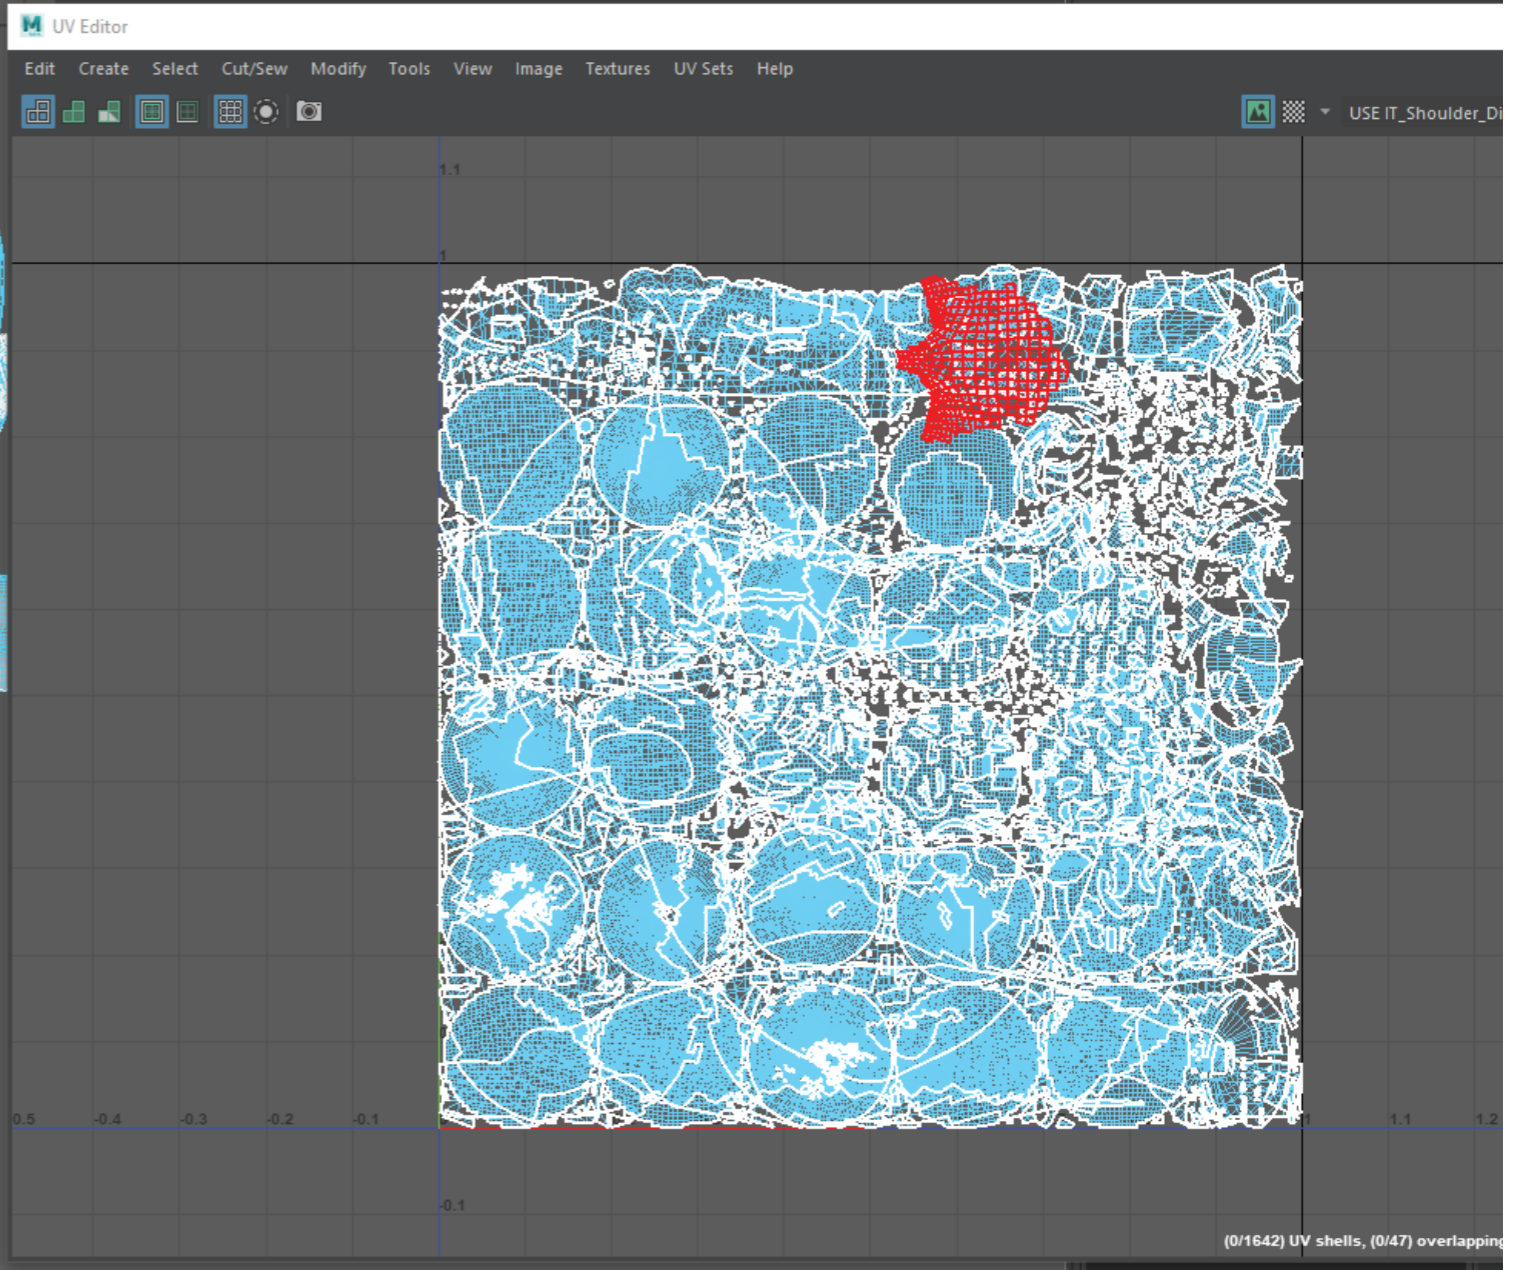 UV Editor
Edit Create Select Cut/Sew Modify Tools View Image Textures UV Sets Help
USE IT_Shoulder_Di
1.1
1
0.5 -0.4 -0.3 -0.2 -0.1 1 1.1 1.2
-0.1
(0/1642) UV shells, (0/47) overlapping